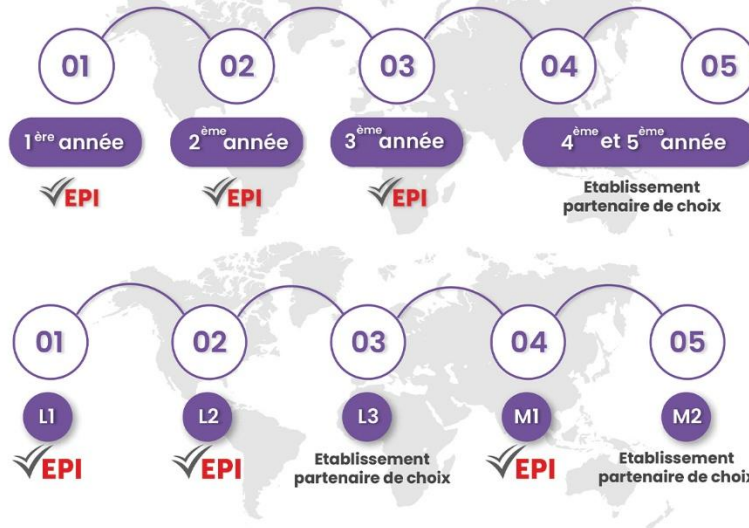 01 02 03 04 05
1ère année 2ème année 3ème année 4ème et 5ème année
EPI EPI EPI Etablissement
partenaire de choix
01 02 03 04 05
L1 L2 L3 M1 M2
EPI EPI Etablissement EPI Etablissement
partenaire de choix partenaire de choix